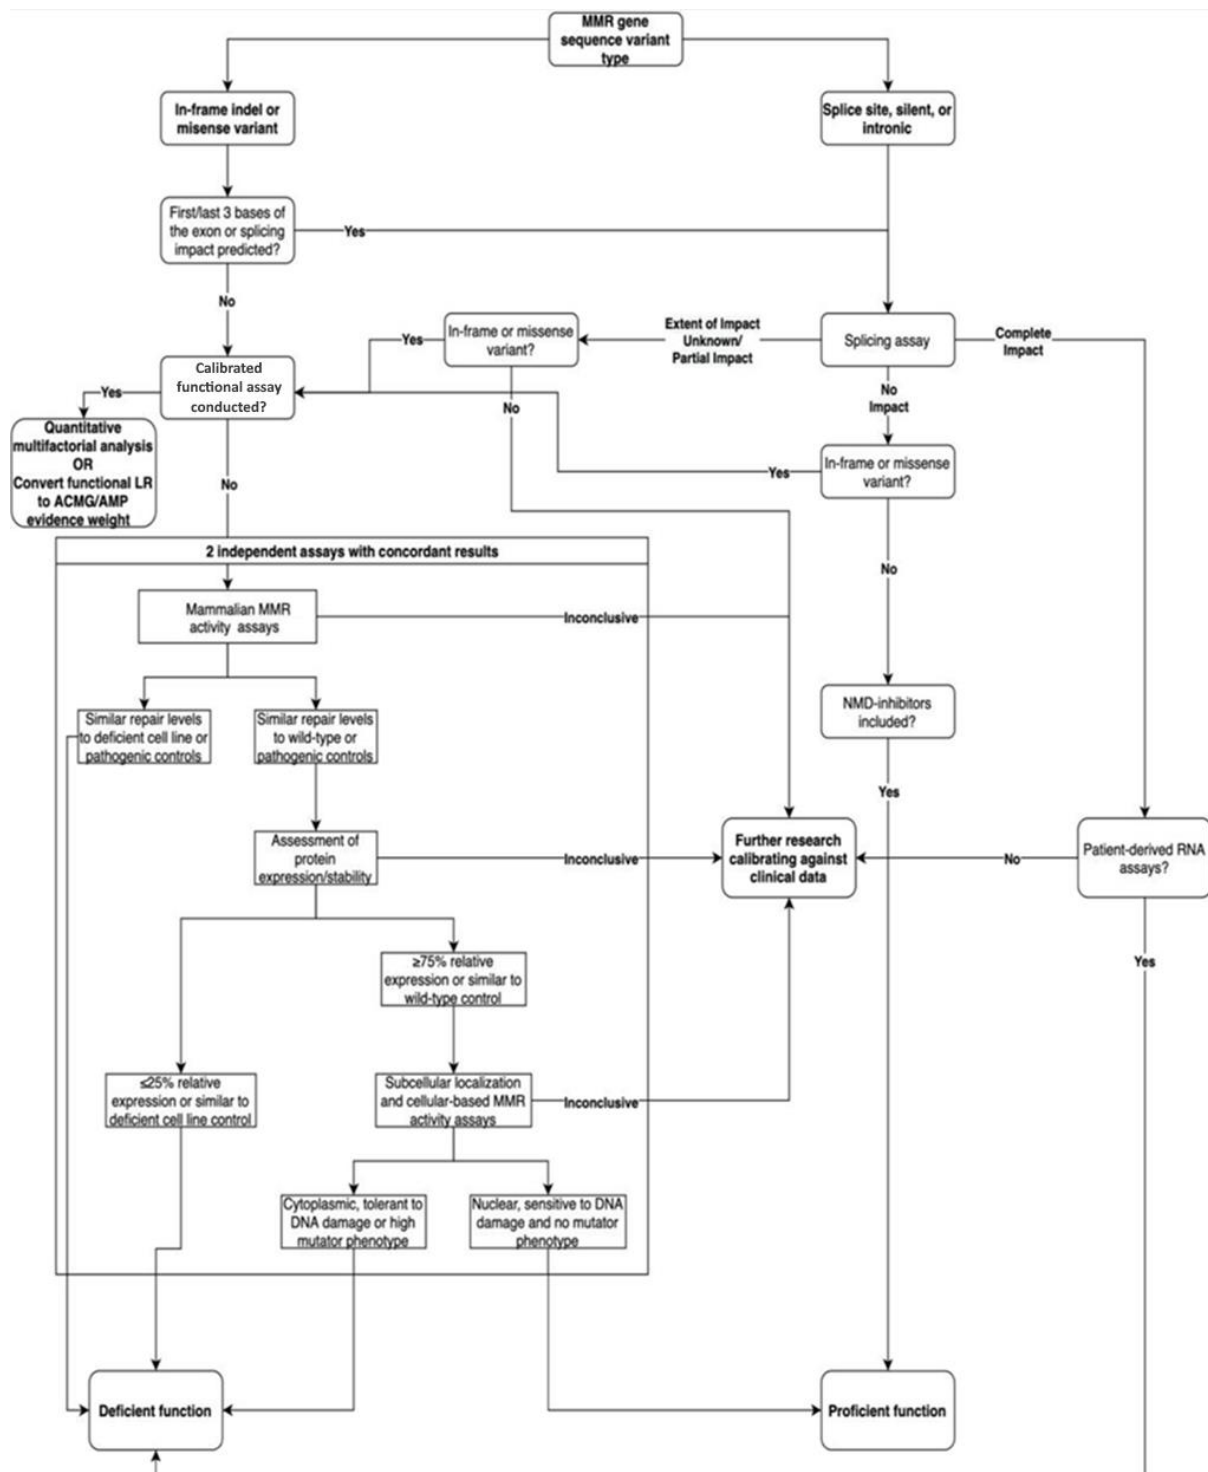 MMR gene
sequence variant
type
In-frame indel or
misense variant
Splice site, silent, or
intronic
First/last 3 bases of
the exon or splicing
impact predicted?
Yes
No
In-frame or missense
variant?
Yes
Extent of Impact
Unknown/
Partial Impact
Splicing assay
Complete
Impact
Calibrated
functional assay
conducted?
Yes
No
No
Impact
Quantitative
multifactorial analysis
OR
Convert functional LR
to ACMG/AMP
evidence weight
No
Yes
In-frame or missense
variant?
2 independent assays with concordant results
No
Mammalian MMR
activity assays
Inconclusive
Similar repair levels
to deficient cell line or
pathogenic controls
Similar repair levels
to wild-type or
pathogenic controls
NMD-inhibitors
included?
Yes
Assessment of
protein
expression/stability
Inconclusive
Further research
calibrating against
clinical data
No
Patient-derived RNA
assays?
Yes
≥75% relative
expression or similar to
wild-type control
≤25% relative
expression or similar to
deficient cell line control
Subcellular localization
and cellular-based MMR
activity assays
Inconclusive
Cytoplasmic, tolerant to
DNA damage or high
mutator phenotype
Nuclear, sensitive to DNA
damage and no mutator
phenotype
Deficient function
Proficient function